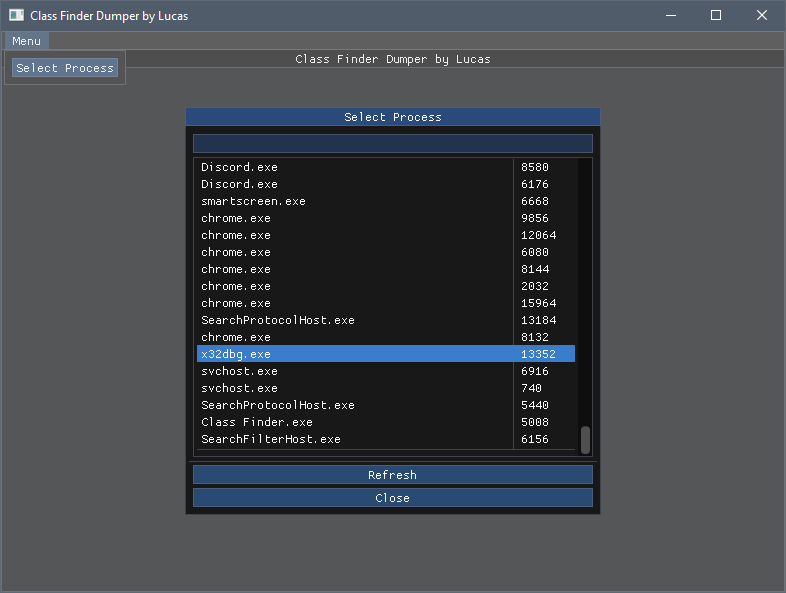 Class Finder Dumper by Lucas
Menu
Class Finder Dumper by Lucas
Select Process
Select Process
Discord.exe 8580
Discord.exe 6176
smartscreen.exe 6668
chrome.exe 9856
chrome.exe 12064
chrome.exe 6080
chrome.exe 8144
chrome.exe 2032
chrome.exe 15964
SearchProtocolHost.exe 13184
chrome.exe 8132
x32dbg.exe 13352
svchost.exe 6916
svchost.exe 740
SearchProtocolHost.exe 5440
Class Finder.exe 5008
SearchFilterHost.exe 6156
Refresh
Close